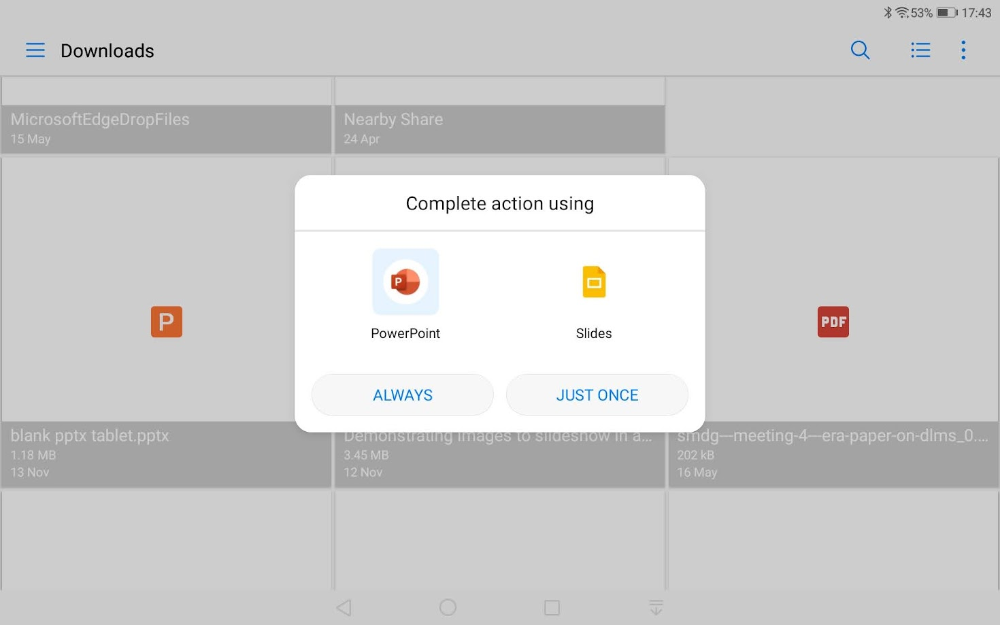 53% 17:43
Downloads
MicrosoftEdgeDropFiles
15 May
Nearby Share
24 Apr
Complete action using
P
PowerPoint
Slides
P
PDF
ALWAYS
JUST ONCE
blank pptx tablet.pptx
1.18 MB
13 Nov
Demonstrating images to slideshow in a...
3.45 MB
12 Nov
smdg---meeting-4---era-paper-on-dlms_0....
202 kB
16 May